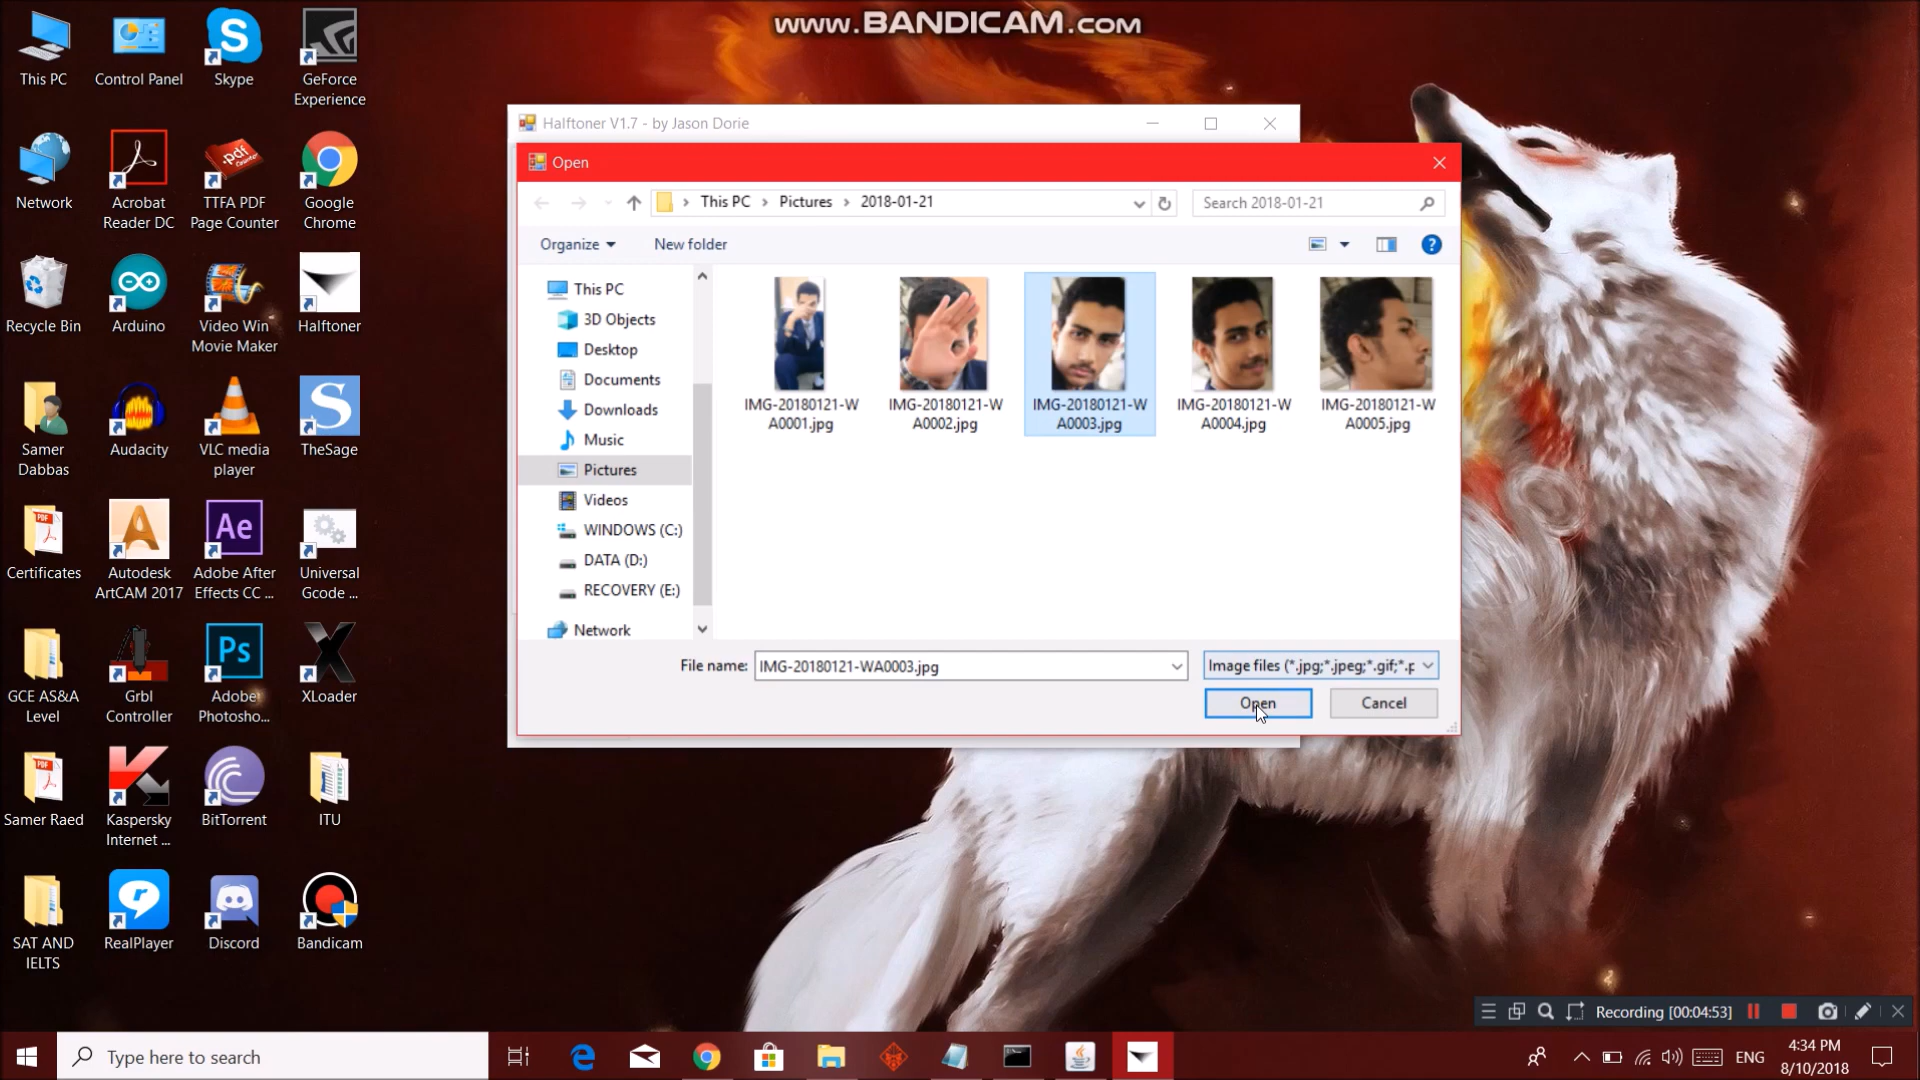 www.BANDICAM.com
This PC
Control Panel
Skype
GeForce
Experience
Network
Acrobat
Reader DC
TTFA PDF
Page Counter
Google
Chrome
Recycle Bin
Arduino
Video Win
Movie Maker
Halftoner
Samer
Dabbas
Audacity
VLC media
player
TheSage
Certificates
Autodesk
ArtCAM 2017
Adobe After
Effects CC ...
Universal
Gcode ...
GCE AS&A
Level
Grbl
Controller
Adobe
Photosho...
XLoader
Samer Raed
Kaspersky
Internet ...
BitTorrent
ITU
SAT AND
IELTS
RealPlayer
Discord
Bandicam
Halftoner V1.7 - by Jason Dorie
Open
This PC > Pictures > 2018-01-21
Search 2018-01-21
Organize
New folder
This PC
3D Objects
Desktop
Documents
Downloads
Music
Pictures
Videos
WINDOWS (C:)
DATA (D:)
RECOVERY (E:)
Network
IMG-20180121-W
A0001.jpg
IMG-20180121-W
A0002.jpg
IMG-20180121-W
A0003.jpg
IMG-20180121-W
A0004.jpg
IMG-20180121-W
A0005.jpg
File name: IMG-20180121-WA0003.jpg
Image files (*.jpg;*.jpeg;*.gif;*.p
Open
Cancel
Recording [00:04:53]
Type here to search
ENG
4:34 PM
8/10/2018